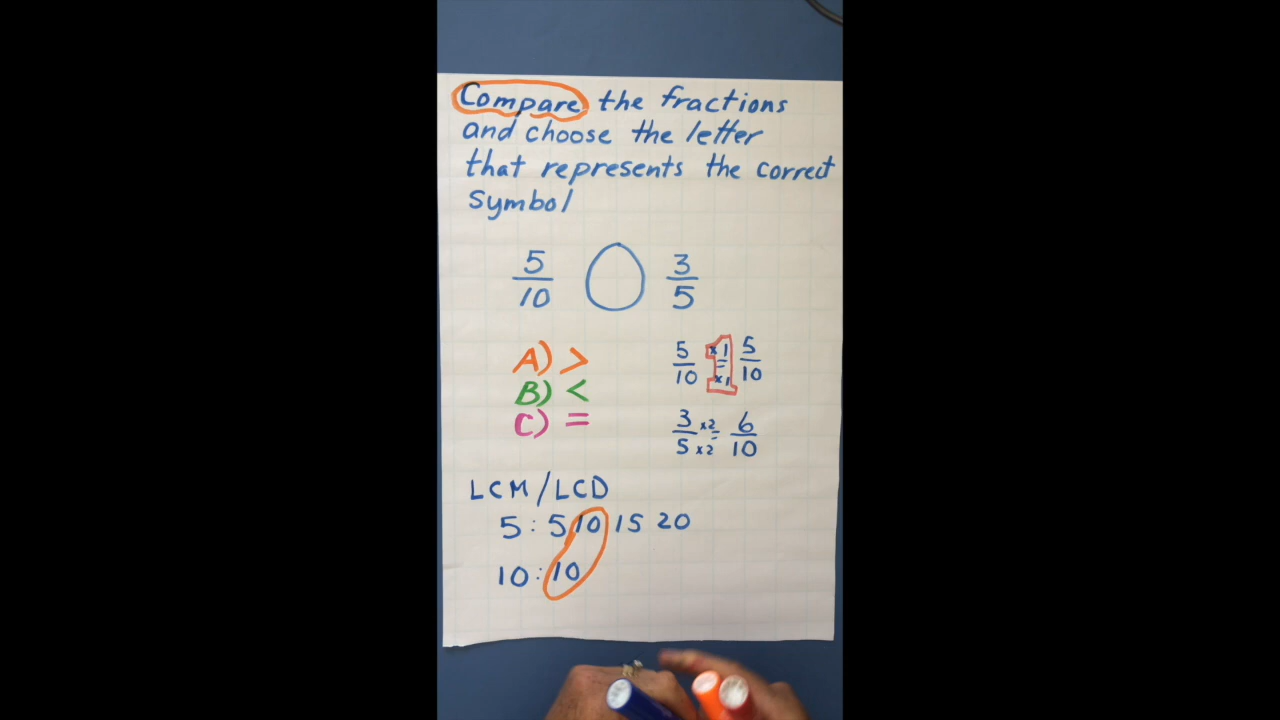 Compare the fractions
and choose the letter
that represents the correct
symbol
5/10 3/5
A) >
B) <
C) =
5/10 ×1 = ×1 5/10
3/5 ×2 = ×2 6/10
LCM/LCD
5: 5 10 15 20
10: 10